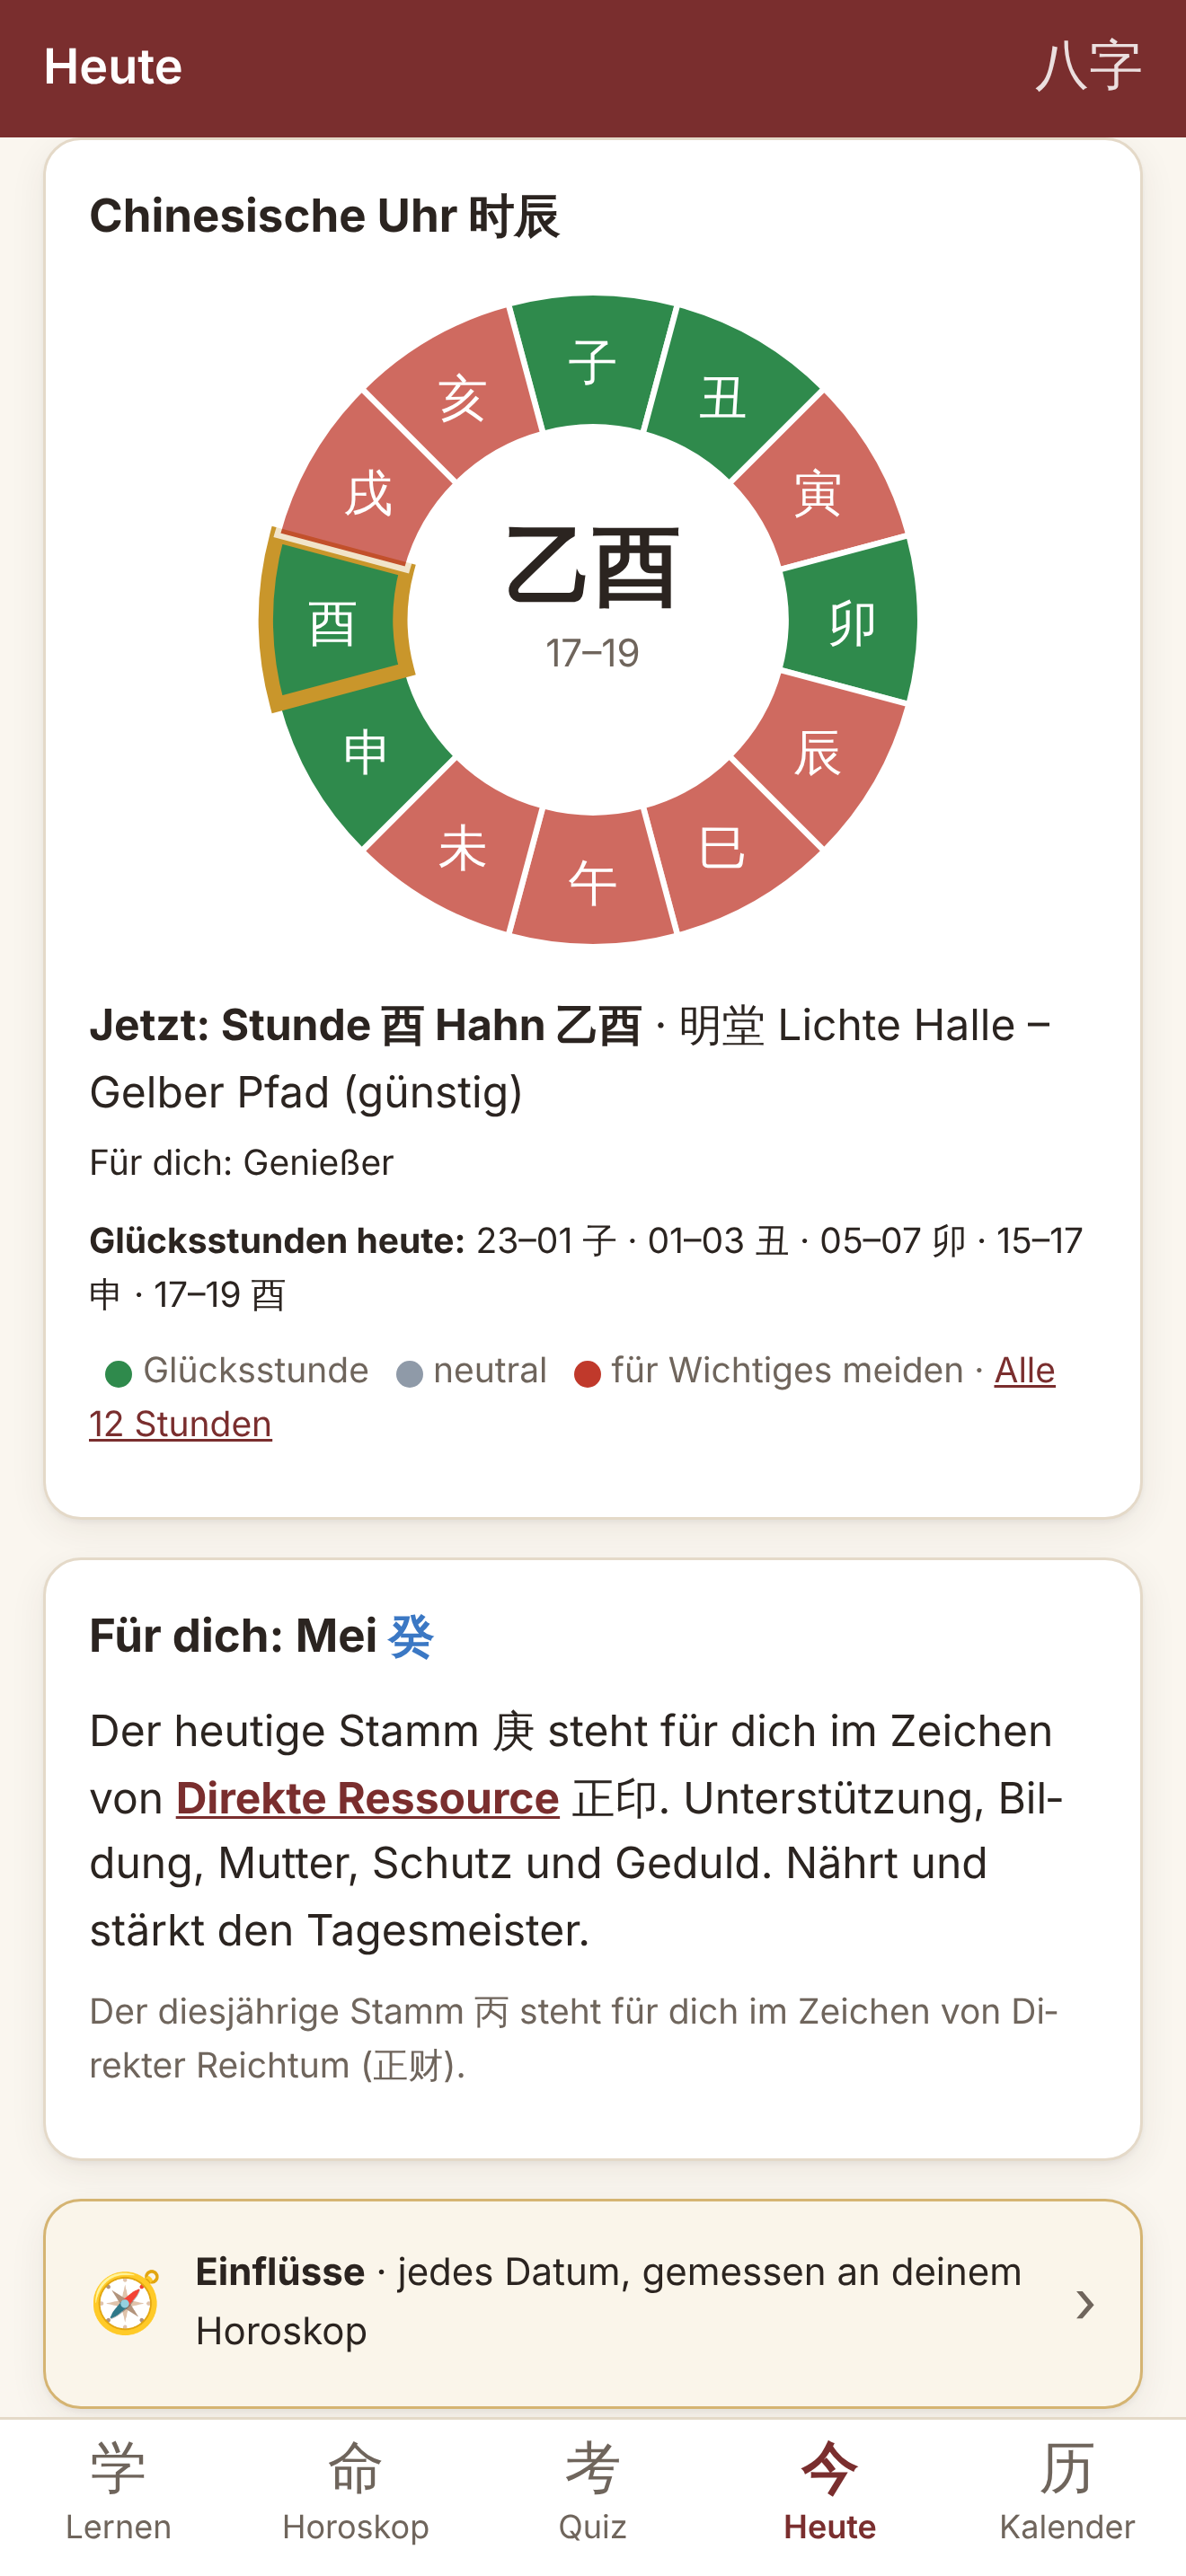 Heute 八字
Chinesische Uhr 时辰
子
丑
寅
卯
辰
巳
午
未
申
酉
戌
亥
乙酉
17–19
Jetzt: Stunde 酉 Hahn 乙酉 · 明堂 Lichte Halle –
Gelber Pfad (günstig)
Für dich: Genießer
Glücksstunden heute: 23–01 子 · 01–03 丑 · 05–07 卯 · 15–17
申 · 17–19 酉
Glücksstunde neutral für Wichtiges meiden · Alle
12 Stunden
Für dich: Mei 癸
Der heutige Stamm 庚 steht für dich im Zeichen
von Direkte Ressource 正印. Unterstützung, Bil-
dung, Mutter, Schutz und Geduld. Nährt und
stärkt den Tagesmeister.
Der diesjährige Stamm 丙 steht für dich im Zeichen von Di-
rekter Reichtum (正财).
Einflüsse · jedes Datum, gemessen an deinem
Horoskop
学 命 考 今 历
Lernen Horoskop Quiz Heute Kalender